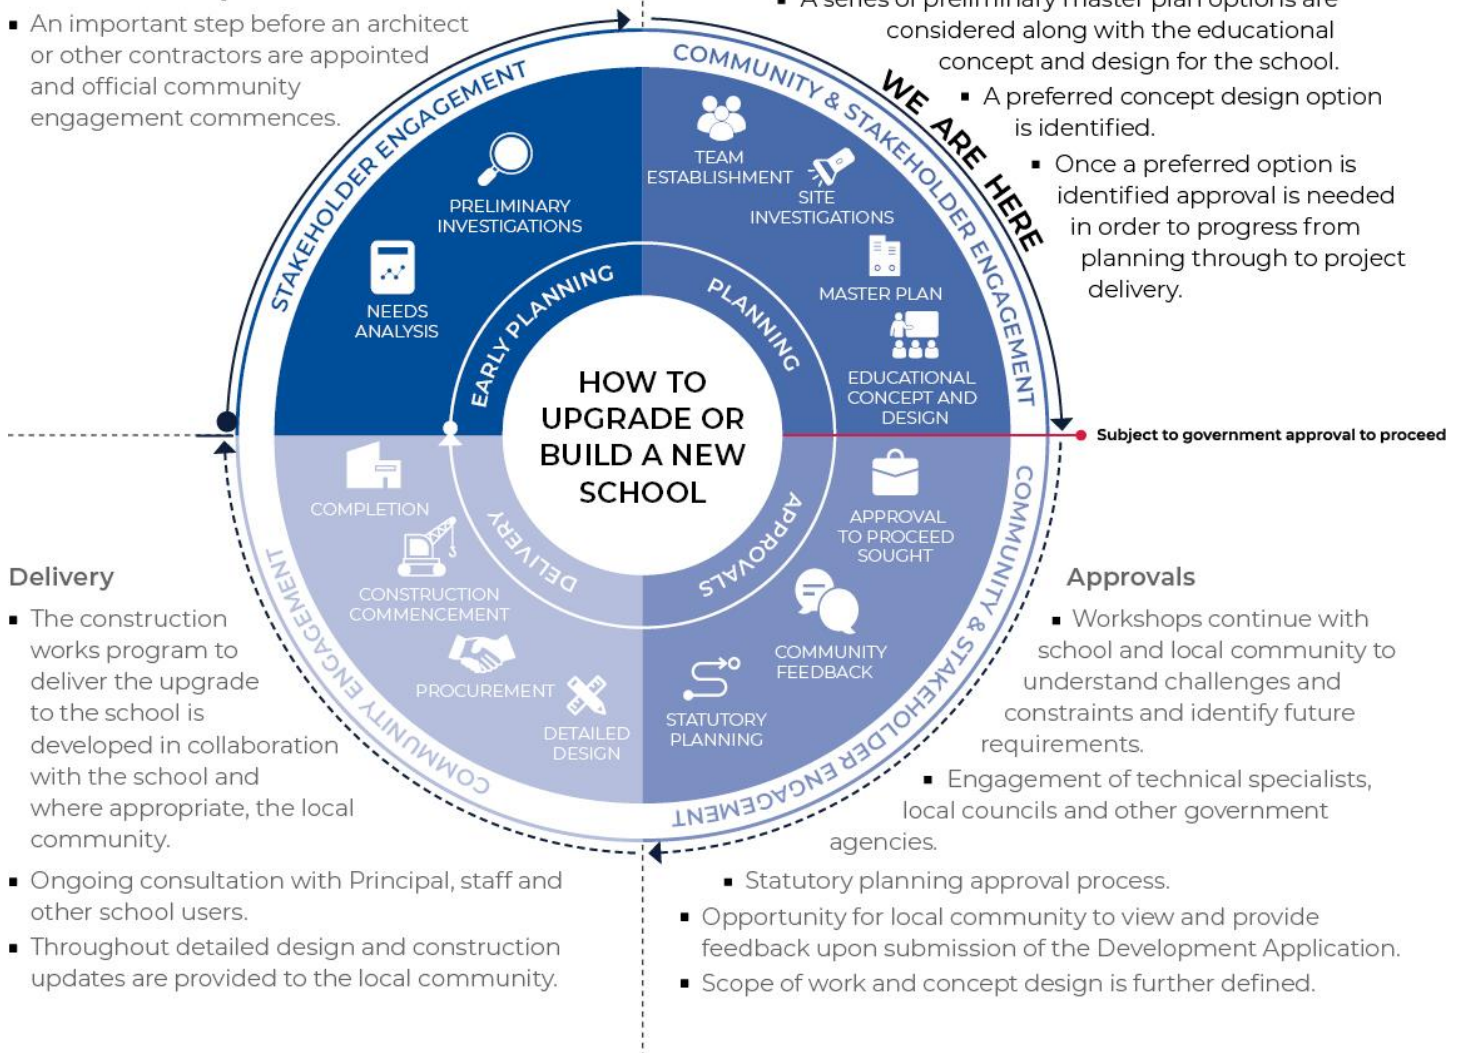 ▪ An important step before an architect
or other contractors are appointed
and official community
engagement commences.
▪ A series of preliminary master plan options are
considered along with the educational
concept and design for the school.
▪ A preferred concept design option
is identified.
▪ Once a preferred option is
identified approval is needed
in order to progress from
planning through to project
delivery.
WE ARE HERE
STAKEHOLDER ENGAGEMENT
COMMUNITY & STAKEHOLDER ENGAGEMENT
PRELIMINARY
INVESTIGATIONS
NEEDS
ANALYSIS
EARLY PLANNING
TEAM
ESTABLISHMENT
SITE
INVESTIGATIONS
MASTER PLAN
EDUCATIONAL
CONCEPT AND
DESIGN
PLANNING
HOW TO
UPGRADE OR
BUILD A NEW
SCHOOL
Subject to government approval to proceed
COMPLETION
CONSTRUCTION
COMMENCEMENT
PROCUREMENT
DETAILED
DESIGN
DELIVERY
COMMUNITY ENGAGEMENT
APPROVAL
TO PROCEED
SOUGHT
COMMUNITY
FEEDBACK
STATUTORY
PLANNING
APPROVALS
COMMUNITY & STAKEHOLDER ENGAGEMENT
Delivery
▪ The construction
works program to
deliver the upgrade
to the school is
developed in collaboration
with the school and
where appropriate, the local
community.
▪ Ongoing consultation with Principal, staff and
other school users.
▪ Throughout detailed design and construction
updates are provided to the local community.
Approvals
▪ Workshops continue with
school and local community to
understand challenges and
constraints and identify future
requirements.
▪ Engagement of technical specialists,
local councils and other government
agencies.
▪ Statutory planning approval process.
▪ Opportunity for local community to view and provide
feedback upon submission of the Development Application.
▪ Scope of work and concept design is further defined.